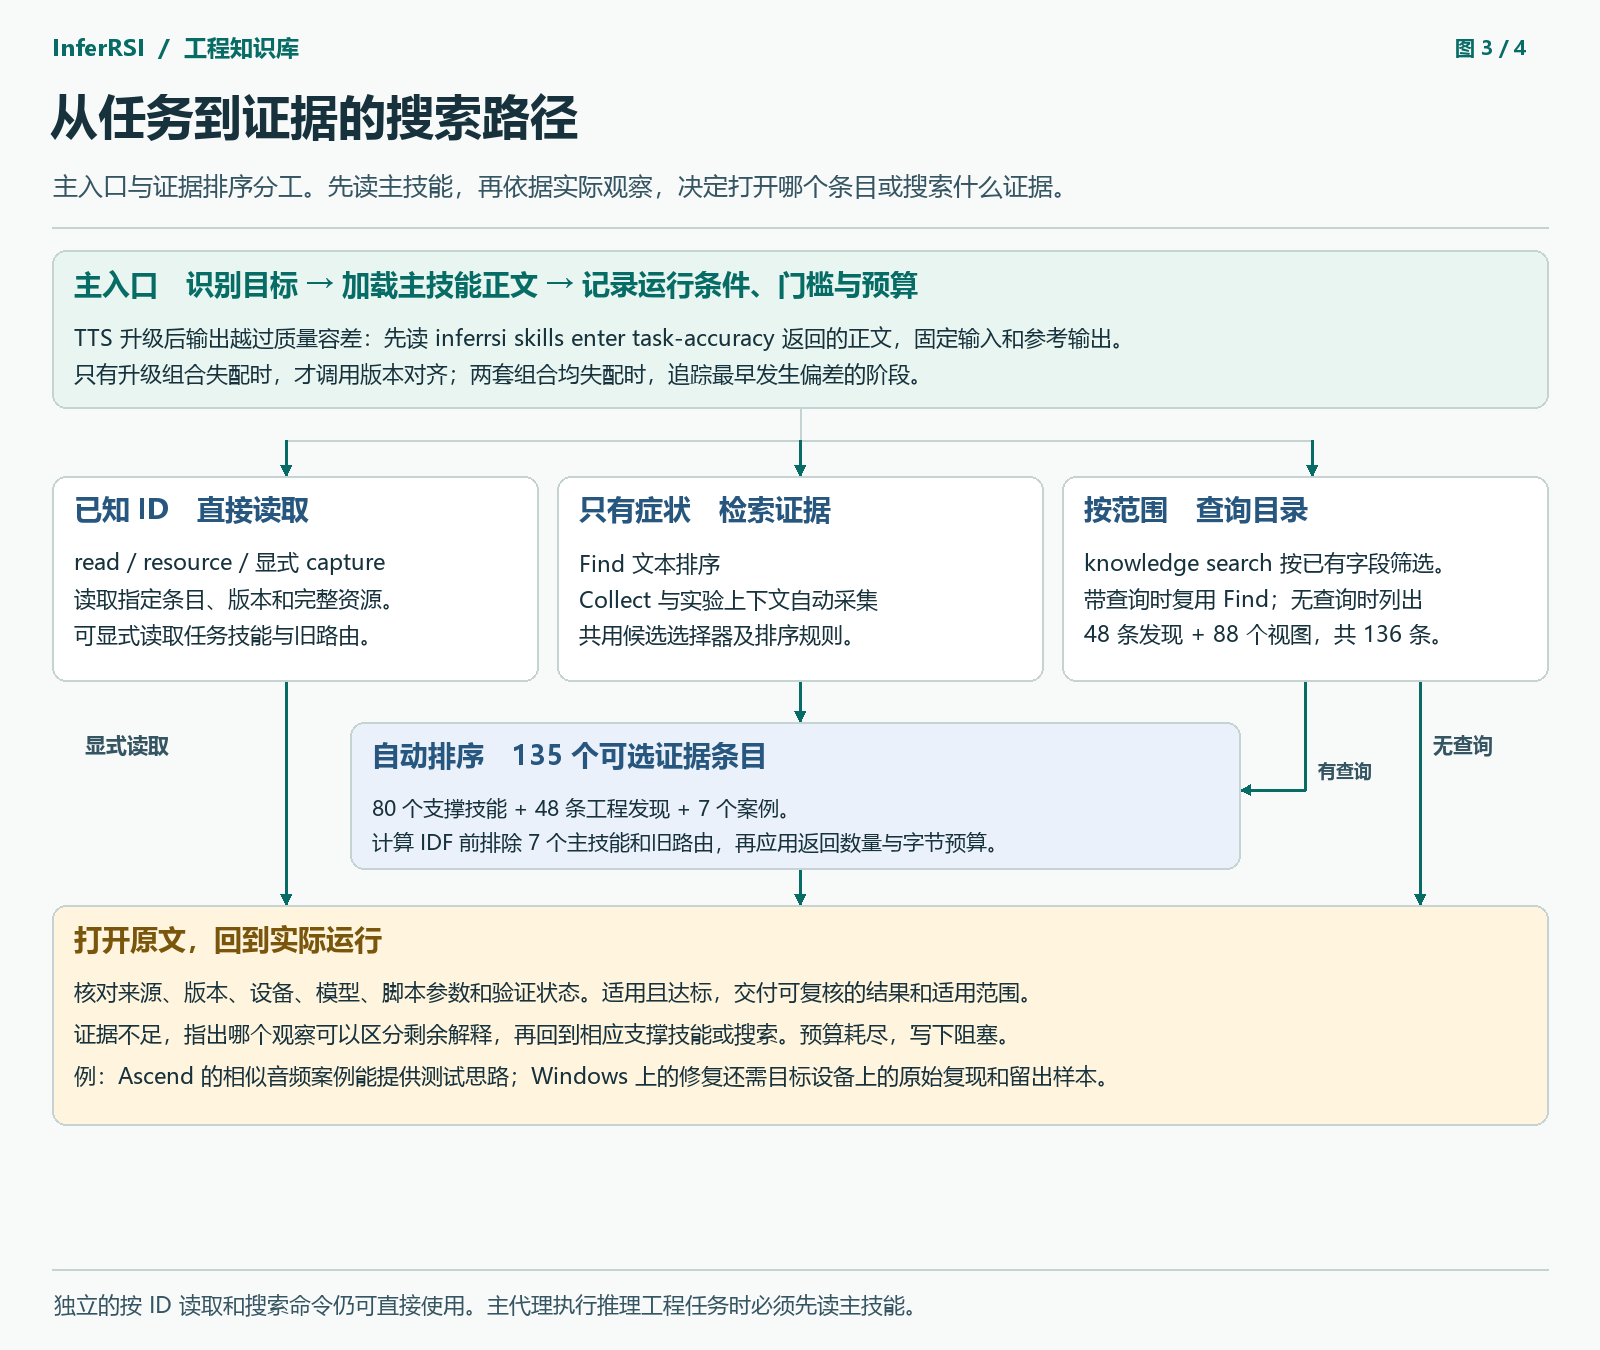 InferRSI / 工程知识库
图 3 / 4
从任务到证据的搜索路径
主入口与证据排序分工。先读主技能，再依据实际观察，决定打开哪个条目或搜索什么证据。
主入口 识别目标 → 加载主技能正文 → 记录运行条件、门槛与预算
TTS 升级后输出越过质量容差：先读 inferrsi skills enter task-accuracy 返回的正文，固定输入和参考输出。
只有升级组合失配时，才调用版本对齐；两套组合均失配时，追踪最早发生偏差的阶段。
已知 ID 直接读取
read / resource / 显式 capture
读取指定条目、版本和完整资源。
可显式读取任务技能与旧路由。
只有症状 检索证据
Find 文本排序
Collect 与实验上下文自动采集
共用候选选择器及排序规则。
按范围 查询目录
knowledge search 按已有字段筛选。
带查询时复用 Find；无查询时列出
48 条发现 + 88 个视图，共 136 条。
显式读取
自动排序 135 个可选证据条目
80 个支撑技能 + 48 条工程发现 + 7 个案例。
计算 IDF 前排除 7 个主技能和旧路由，再应用返回数量与字节预算。
有查询
无查询
打开原文，回到实际运行
核对来源、版本、设备、模型、脚本参数和验证状态。适用且达标，交付可复核的结果和适用范围。
证据不足，指出哪个观察可以区分剩余解释，再回到相应支撑技能或搜索。预算耗尽，写下阻塞。
例：Ascend 的相似音频案例能提供测试思路；Windows 上的修复还需目标设备上的原始复现和留出样本。
独立的按 ID 读取和搜索命令仍可直接使用。主代理执行推理工程任务时必须先读主技能。